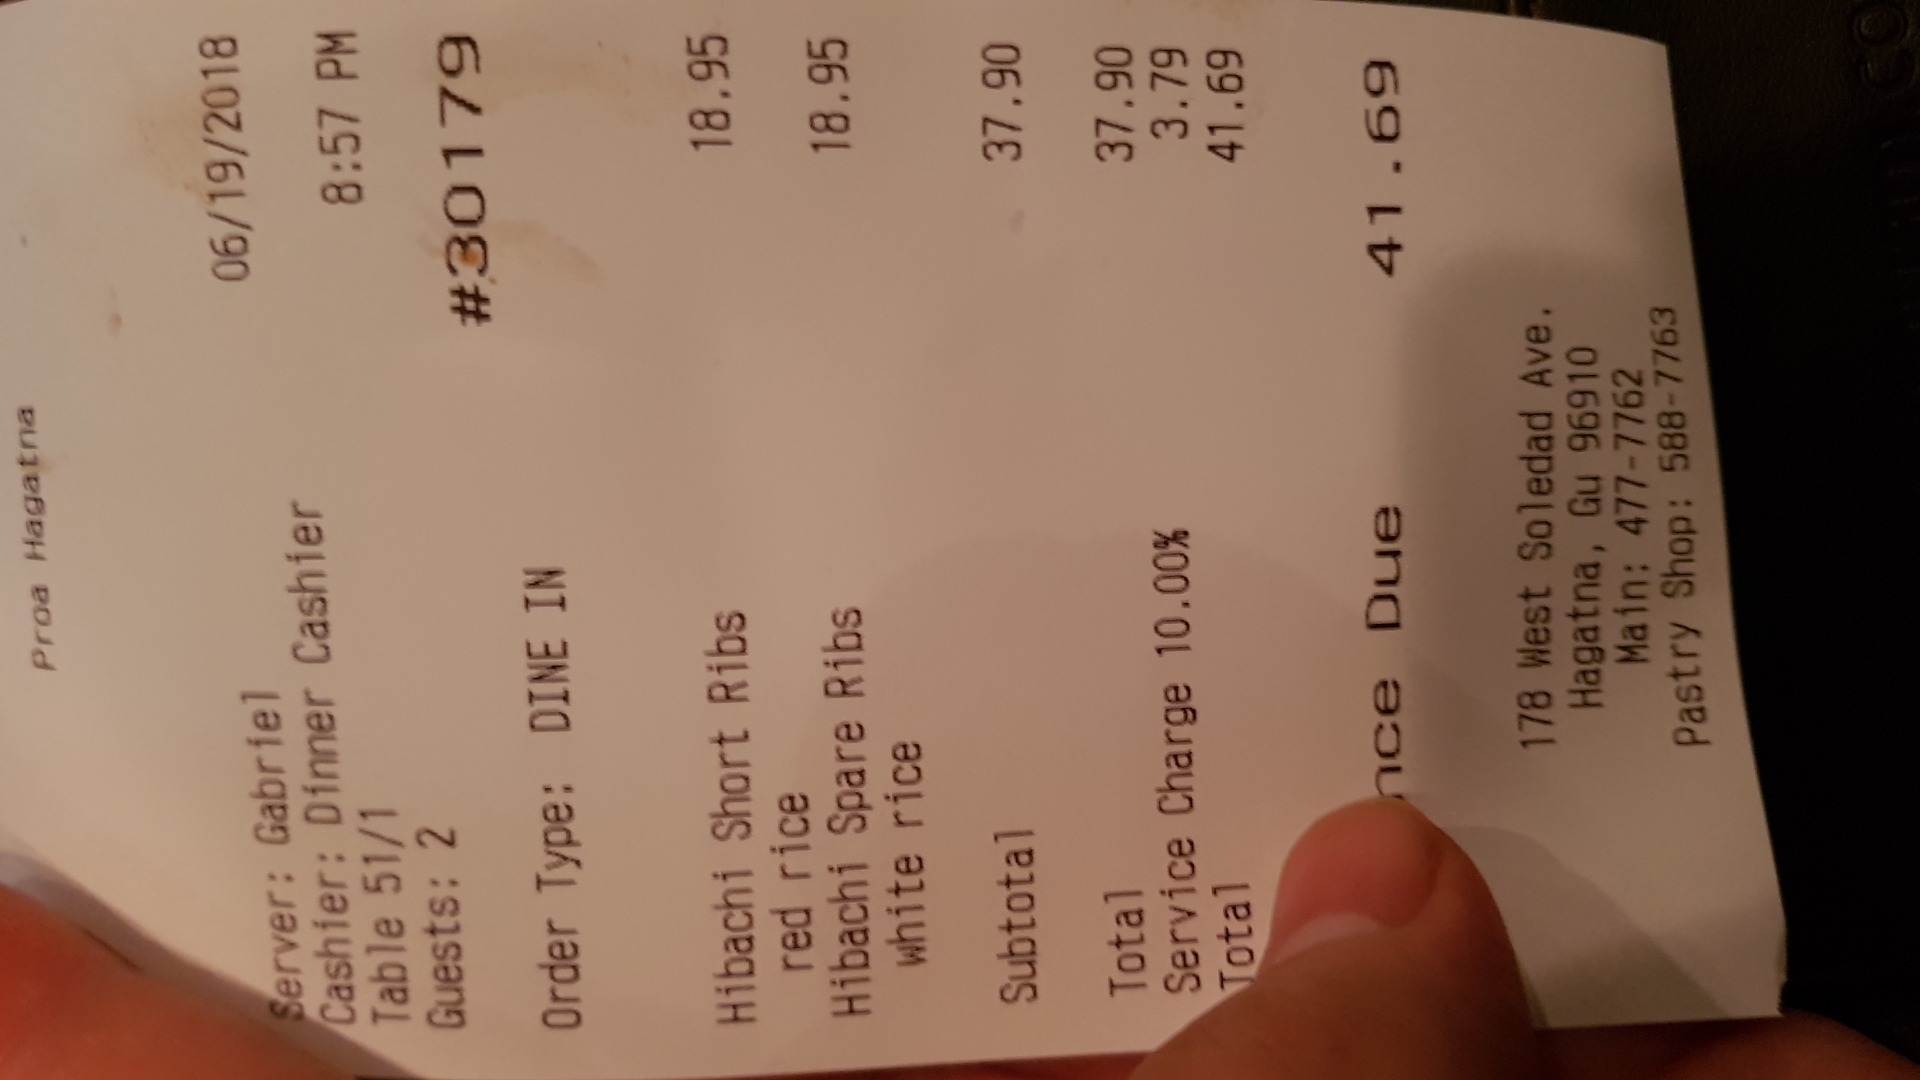 Proa Hagatna
06/19/2018
Server: Gabriel
Cashier: Dinner Cashier 8:57 PM
Table 51/1
Guests: 2 #30179
Order Type: DINE IN
Hibachi Short Ribs 18.95
red rice
Hibachi Spare Ribs 18.95
white rice
Subtotal 37.90
Total 37.90
Service Charge 10.00% 3.79
Total 41.69
Due 41.69
178 West Soledad Ave.
Hagatna, Gu 96910
Main: 477-7762
Pastry Shop: 588-7763